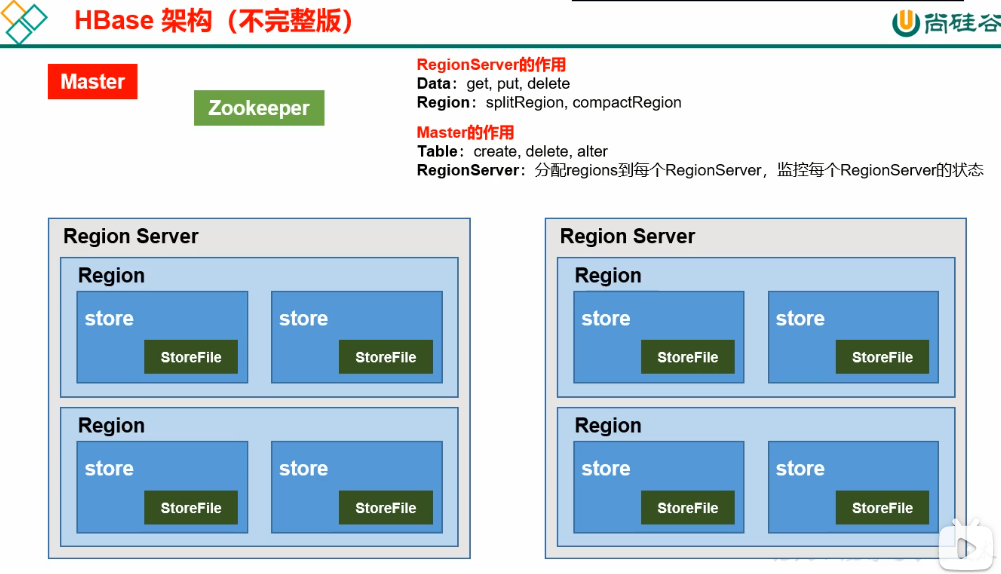 HBase 架构（不完整版）
尚硅谷
Master
Zookeeper
RegionServer的作用
Data：get, put, delete
Region：splitRegion, compactRegion
Master的作用
Table：create, delete, alter
RegionServer：分配regions到每个RegionServer，监控每个RegionServer的状态
Region Server
Region
store
StoreFile
store
StoreFile
Region
store
StoreFile
store
StoreFile
Region Server
Region
store
StoreFile
store
StoreFile
Region
store
StoreFile
store
StoreFile